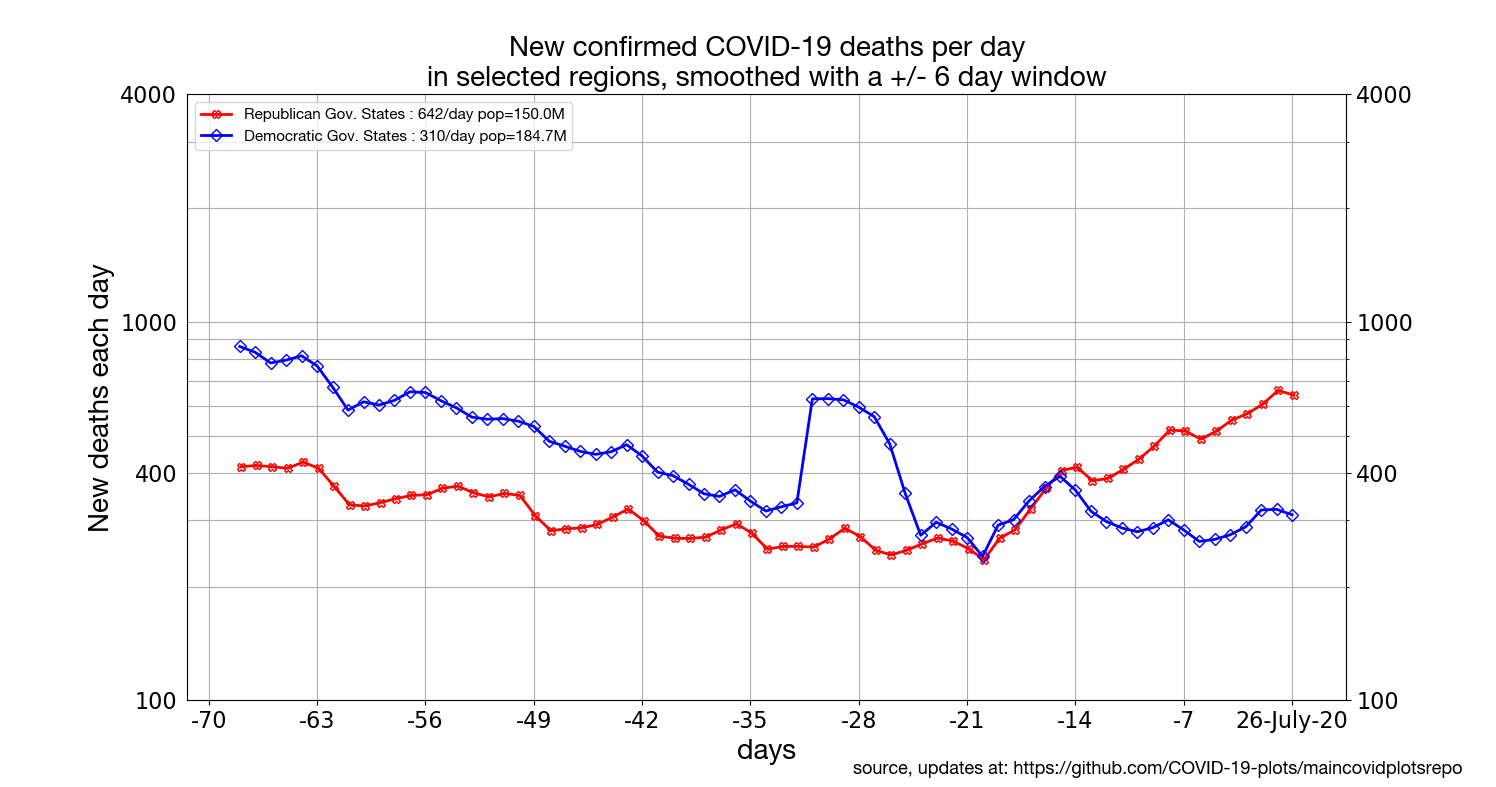 New confirmed COVID-19 deaths per day
in selected regions, smoothed with a +/- 6 day window
4000
4000
Republican Gov. States : 642/day pop=150.0M
Democratic Gov. States : 310/day pop=184.7M
1000
1000
New deaths each day
400
400
100
100
-70 -63 -56 -49 -42 -35 -28 -21 -14 -7 26-July-20
days
source, updates at: https://github.com/COVID-19-plots/maincovidplotsrepo